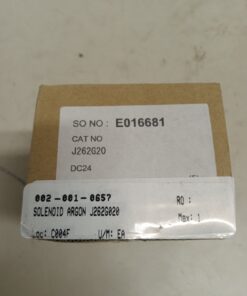 SO NO : E016681
CAT NO
J262G20
DC24
002-001-0657
SOLENOID ARGON J262G020
RO :
Max: 1
Loc: C004F
U/M: EA